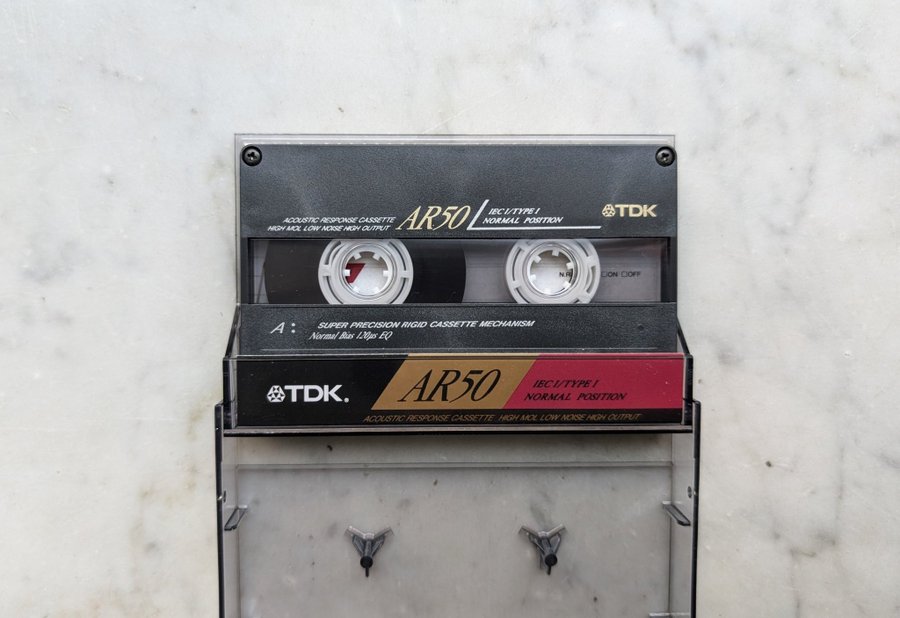 ACOUSTIC RESPONSE CASSETTE
HIGH MOL LOW NOISE HIGH OUTPUT
AR50
IEC I/TYPE I
NORMAL POSITION
TDK
ON OFF
A:
SUPER PRECISION RIGID CASSETTE MECHANISM
Normal Bias 120μs EQ
TDK.
AR50
IEC I/TYPE I
NORMAL POSITION
ACOUSTIC RESPONSE CASSETTE HIGH MOL LOW NOISE HIGH OUTPUT